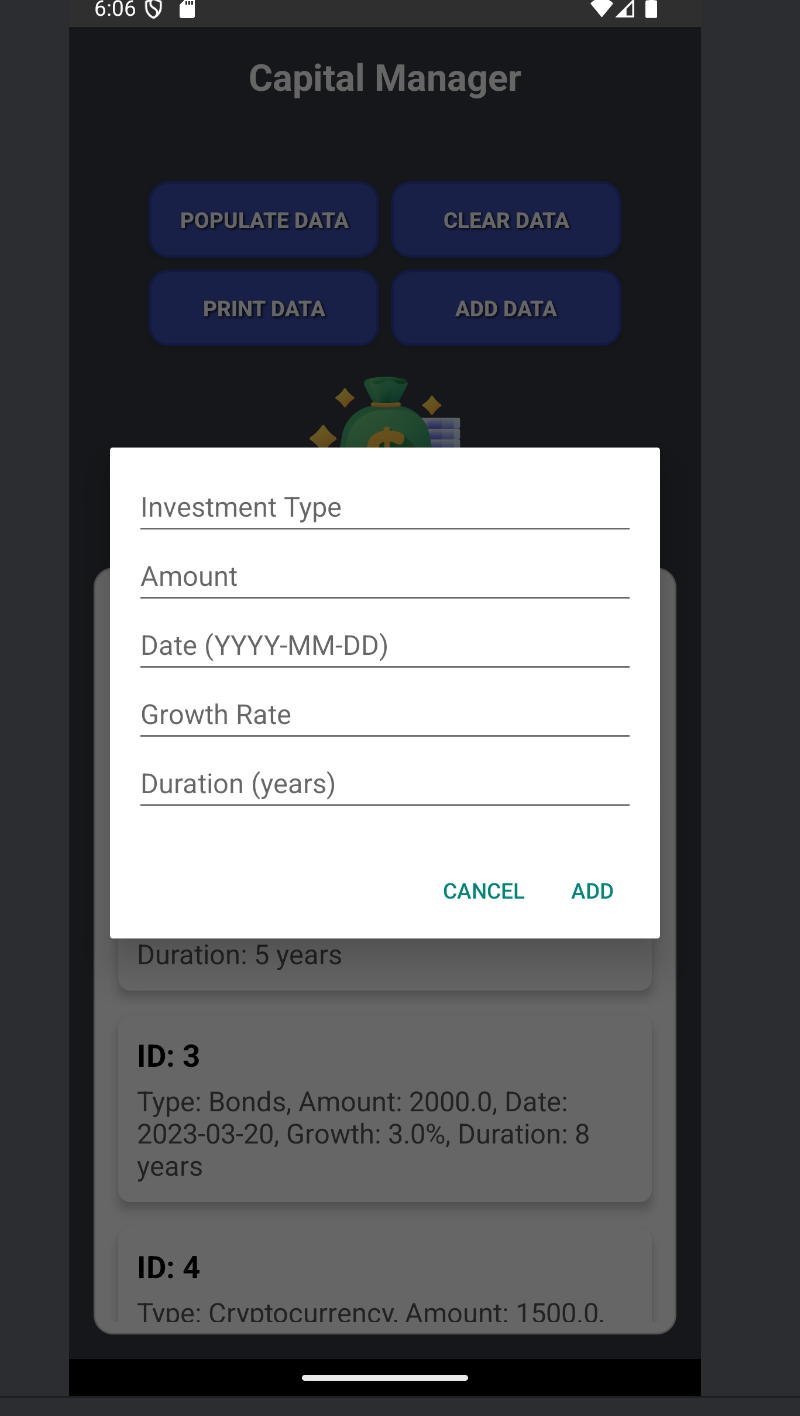 6:06
Capital Manager
POPULATE DATA
CLEAR DATA
PRINT DATA
ADD DATA
$
Investment Type
Amount
Date (YYYY-MM-DD)
Growth Rate
Duration (years)
CANCEL
ADD
Duration: 5 years
ID: 3
Type: Bonds, Amount: 2000.0, Date:
2023-03-20, Growth: 3.0%, Duration: 8
years
ID: 4
Type: Cryptocurrency, Amount: 1500.0,